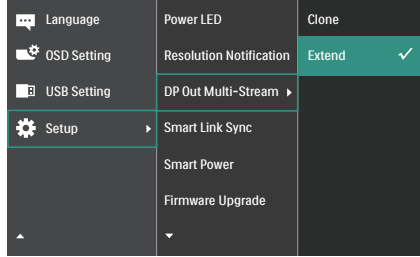 Language
OSD Setting
USB Setting
Setup
Power LED
Resolution Notification
DP Out Multi-Stream
Smart Link Sync
Smart Power
Firmware Upgrade
Clone
Extend